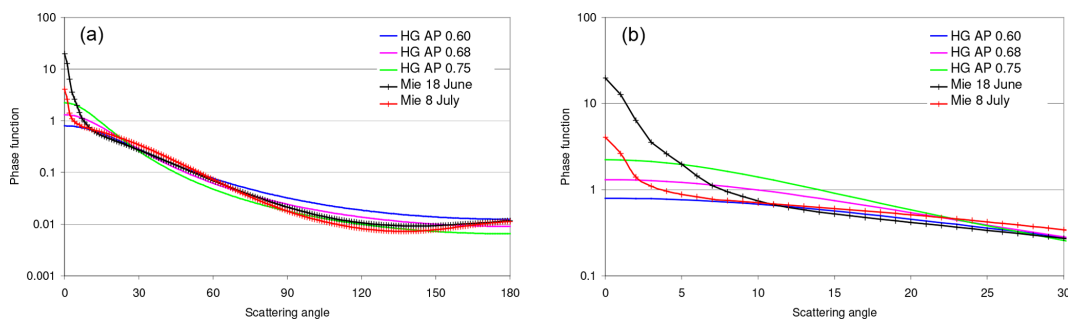 (a)
HG AP 0.60
HG AP 0.68
HG AP 0.75
Mie 18 June
Mie 8 July
Phase function
100
10
1
0.1
0.01
0.001
0 30 60 90 120 150 180
Scattering angle
(b)
HG AP 0.60
HG AP 0.68
HG AP 0.75
Mie 18 June
Mie 8 July
Phase function
100
10
1
0.1
0 5 10 15 20 25 30
Scattering angle